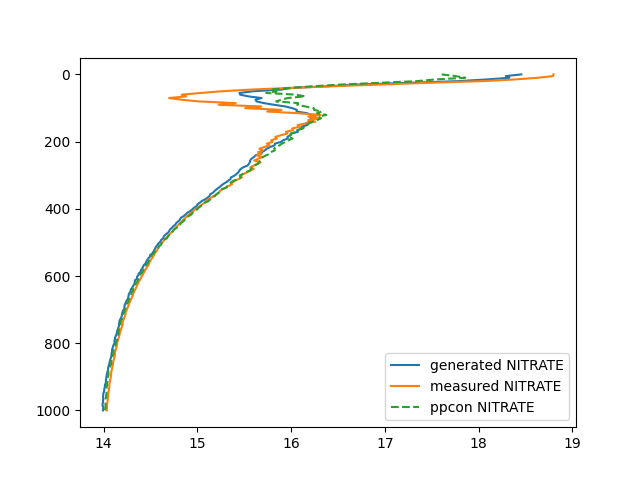 0
200
400
600
800
1000
14 15 16 17 18 19
generated NITRATE
measured NITRATE
ppcon NITRATE